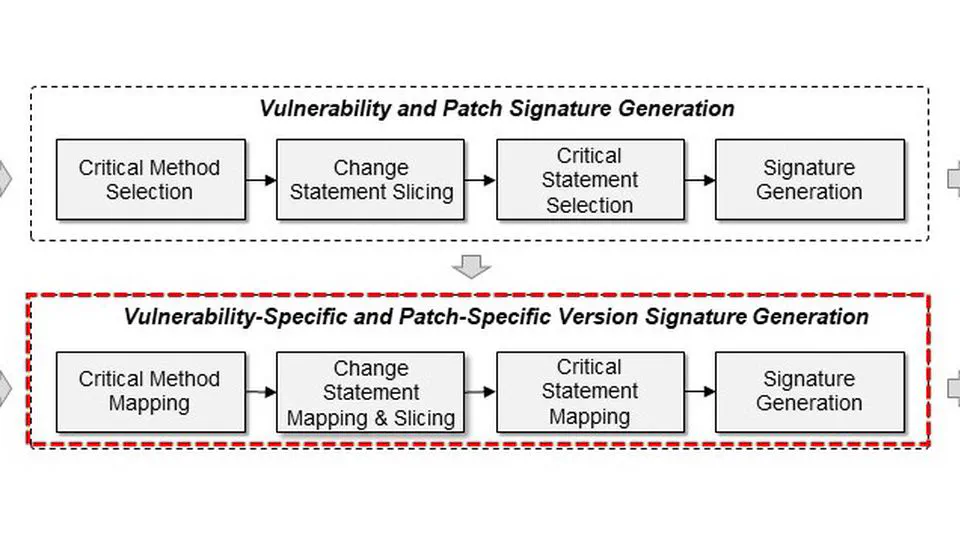 Vulnerability and Patch Signature Generation
Critical Method
Selection
Change
Statement Slicing
Critical
Statement
Selection
Signature
Generation
Vulnerability-Specific and Patch-Specific Version Signature Generation
Critical Method
Mapping
Change
Statement
Mapping & Slicing
Critical
Statement
Mapping
Signature
Generation